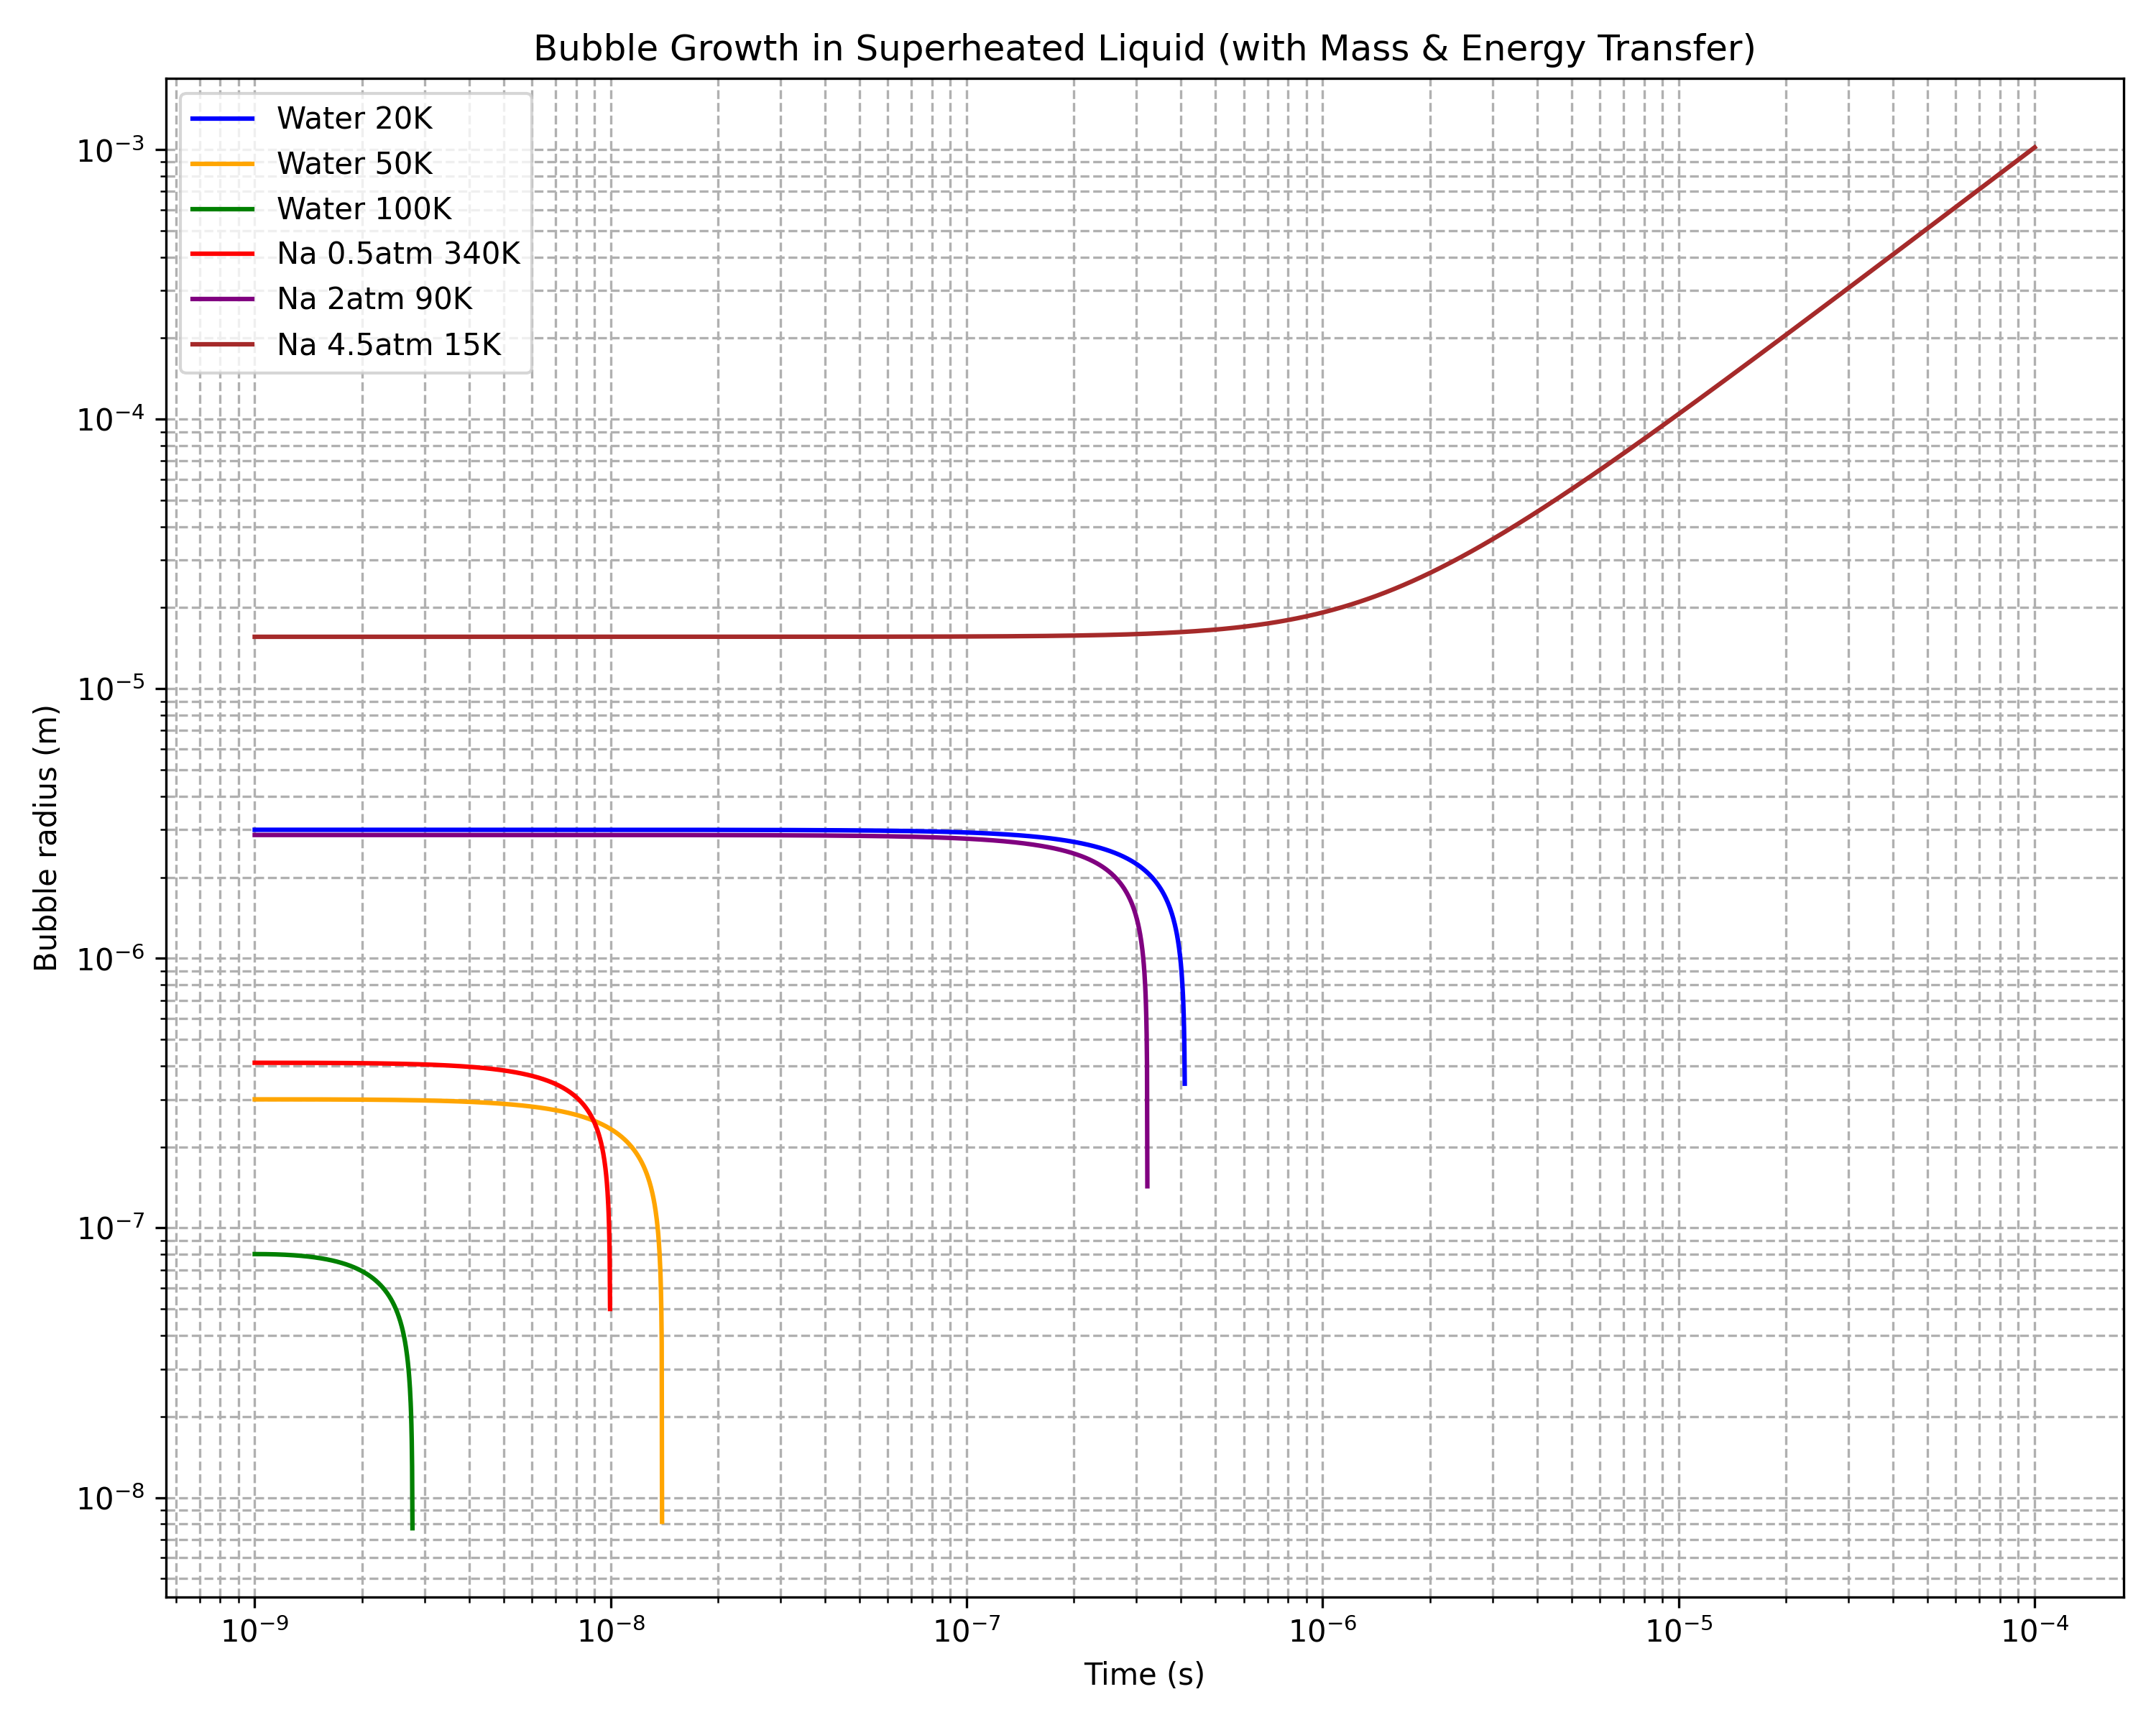 Bubble Growth in Superheated Liquid (with Mass & Energy Transfer)
Water 20K
Water 50K
Water 100K
Na 0.5atm 340K
Na 2atm 90K
Na 4.5atm 15K
Bubble radius (m)
10⁻³
10⁻⁴
10⁻⁵
10⁻⁶
10⁻⁷
10⁻⁸
10⁻⁹ 10⁻⁸ 10⁻⁷ 10⁻⁶ 10⁻⁵ 10⁻⁴
Time (s)